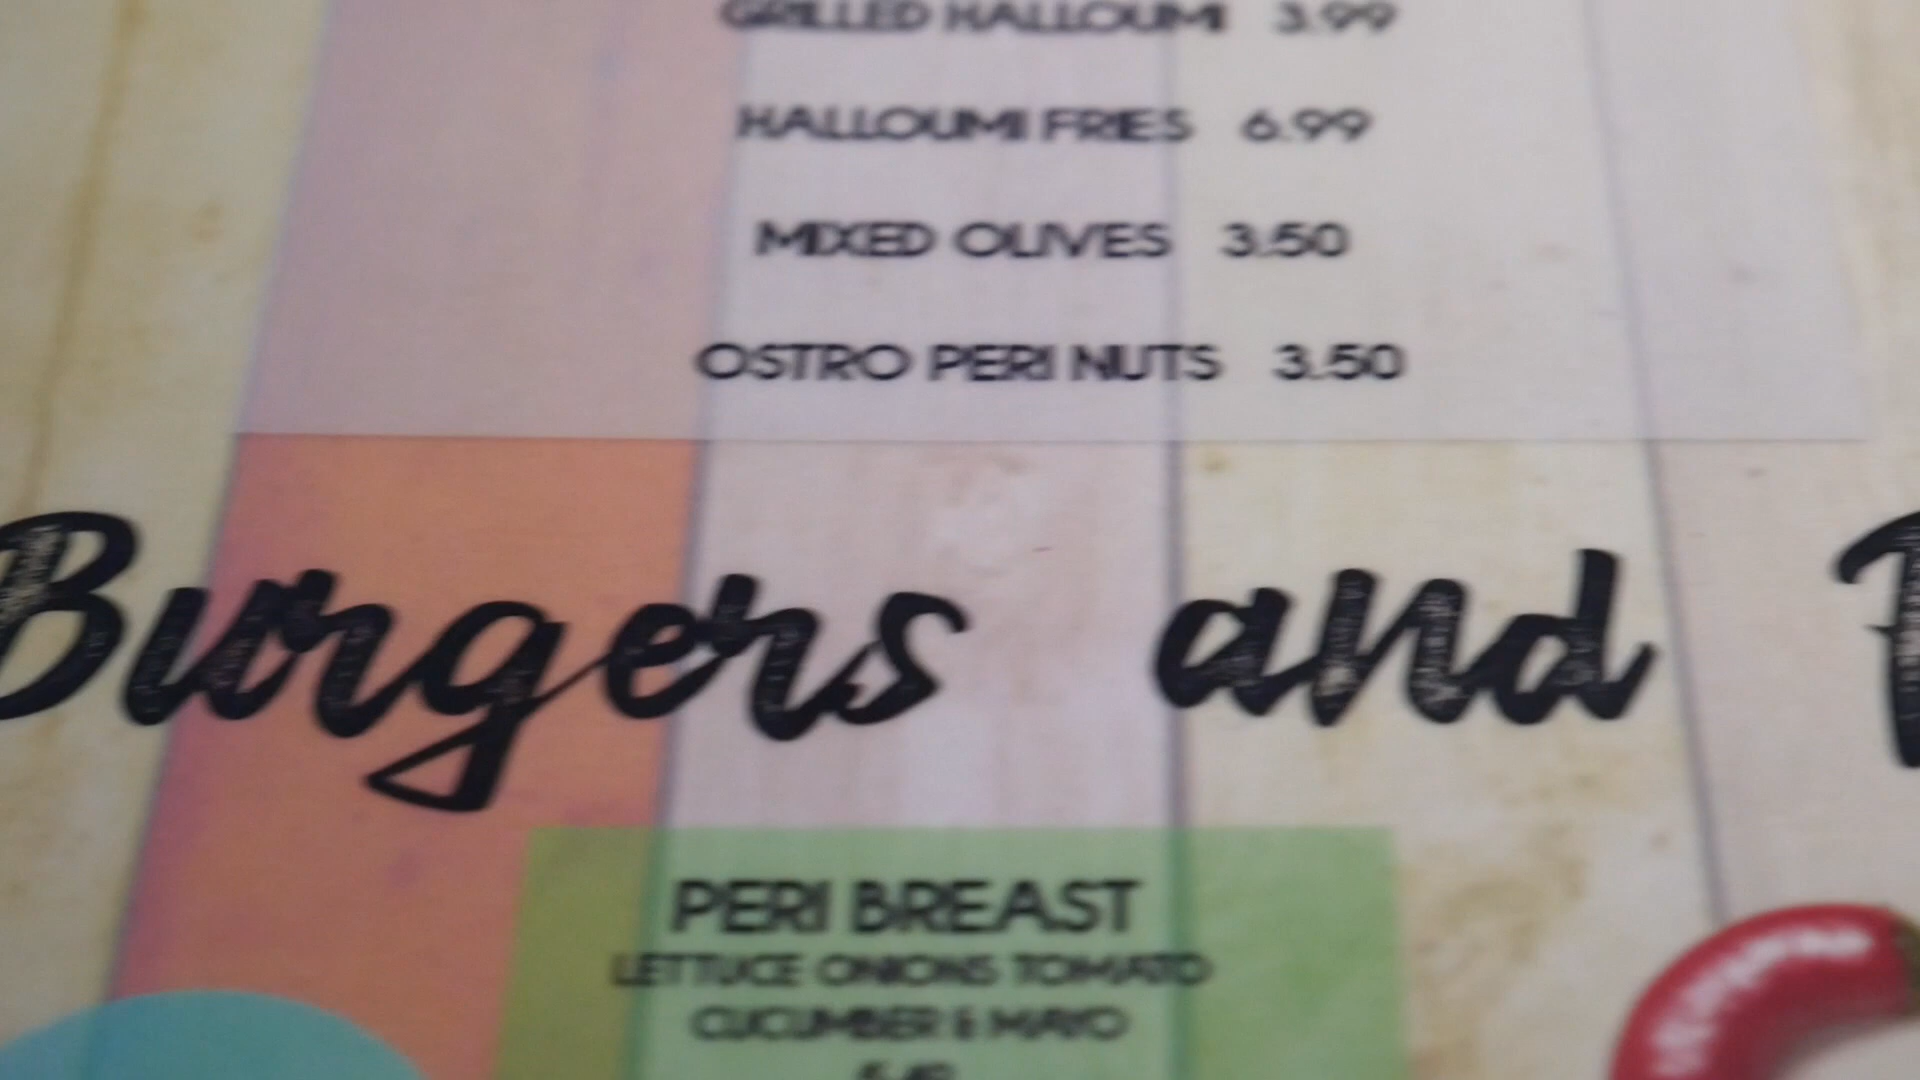 GRILLED HALLOUMI 3.99
HALLOUMI FRIES 6.99
MIXED OLIVES 3.50
OSTRO PERI NUTS 3.50
Burgers and
PERI BREAST
LETTUCE ONIONS TOMATO
CUCUMBER & MAYO